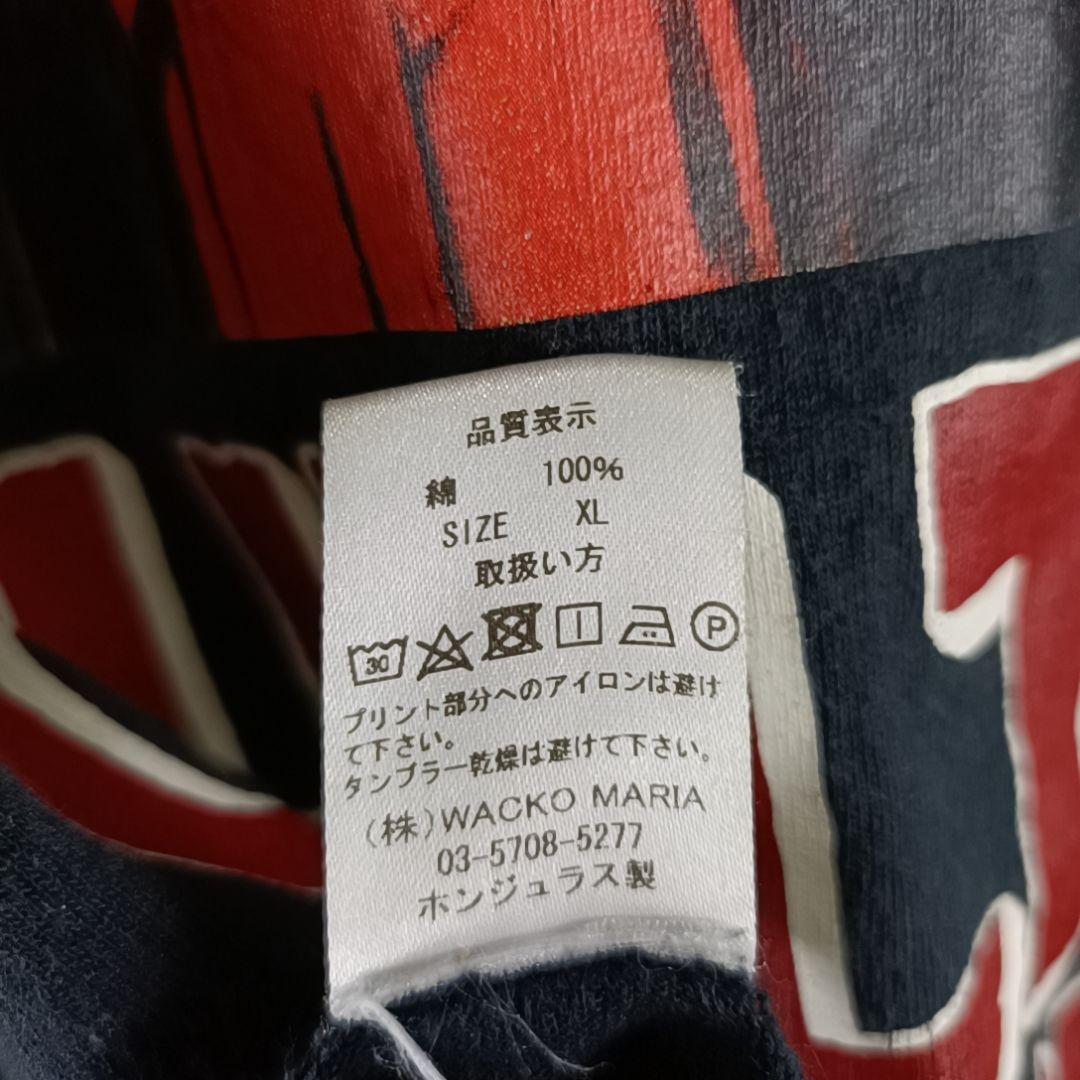 品質表示
綿 100%
SIZE XL
取扱い方
30 P
プリント部分へのアイロンは避け
て下さい。
タンブラー乾燥は避けて下さい。
(株)WACKO MARIA
03-5708-5277
ホンジュラス製